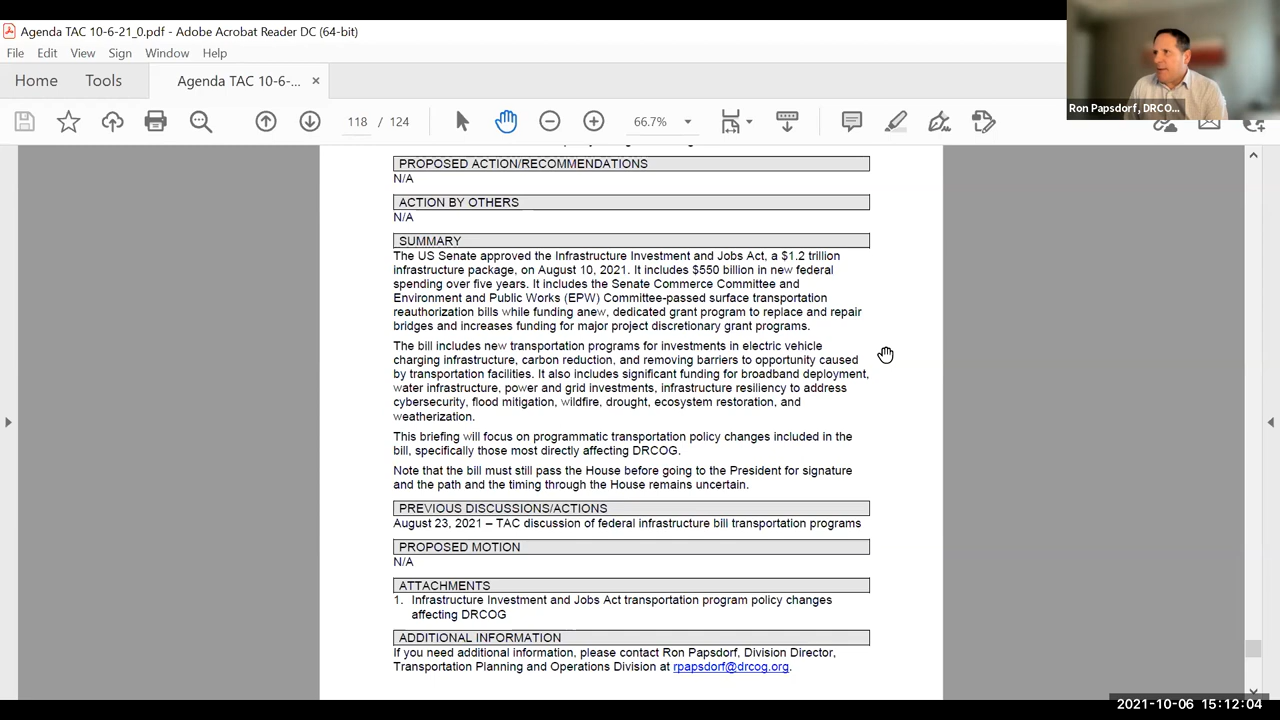 Agenda TAC 10-6-21_0.pdf - Adobe Acrobat Reader DC (64-bit)
File Edit View Sign Window Help
Home Tools Agenda TAC 10-6-... ×
118 / 124 66.7%
Ron Papsdorf, DRCO...
PROPOSED ACTION/RECOMMENDATIONS
N/A
ACTION BY OTHERS
N/A
SUMMARY
The US Senate approved the Infrastructure Investment and Jobs Act, a $1.2 trillion
infrastructure package, on August 10, 2021. It includes $550 billion in new federal
spending over five years. It includes the Senate Commerce Committee and
Environment and Public Works (EPW) Committee-passed surface transportation
reauthorization bills while funding anew, dedicated grant program to replace and repair
bridges and increases funding for major project discretionary grant programs.
The bill includes new transportation programs for investments in electric vehicle
charging infrastructure, carbon reduction, and removing barriers to opportunity caused
by transportation facilities. It also includes significant funding for broadband deployment,
water infrastructure, power and grid investments, infrastructure resiliency to address
cybersecurity, flood mitigation, wildfire, drought, ecosystem restoration, and
weatherization.
This briefing will focus on programmatic transportation policy changes included in the
bill, specifically those most directly affecting DRCOG.
Note that the bill must still pass the House before going to the President for signature
and the path and the timing through the House remains uncertain.
PREVIOUS DISCUSSIONS/ACTIONS
August 23, 2021 – TAC discussion of federal infrastructure bill transportation programs
PROPOSED MOTION
N/A
ATTACHMENTS
1. Infrastructure Investment and Jobs Act transportation program policy changes
affecting DRCOG
ADDITIONAL INFORMATION
If you need additional information, please contact Ron Papsdorf, Division Director,
Transportation Planning and Operations Division at rpapsdorf@drcog.org.
2021-10-06 15:12:04